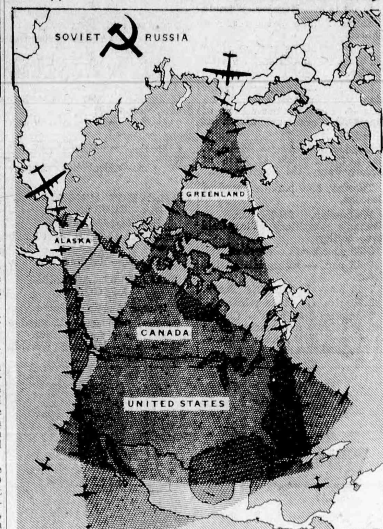 SOVIET RUSSIA
GREENLAND
ALASKA
CANADA
UNITED STATES